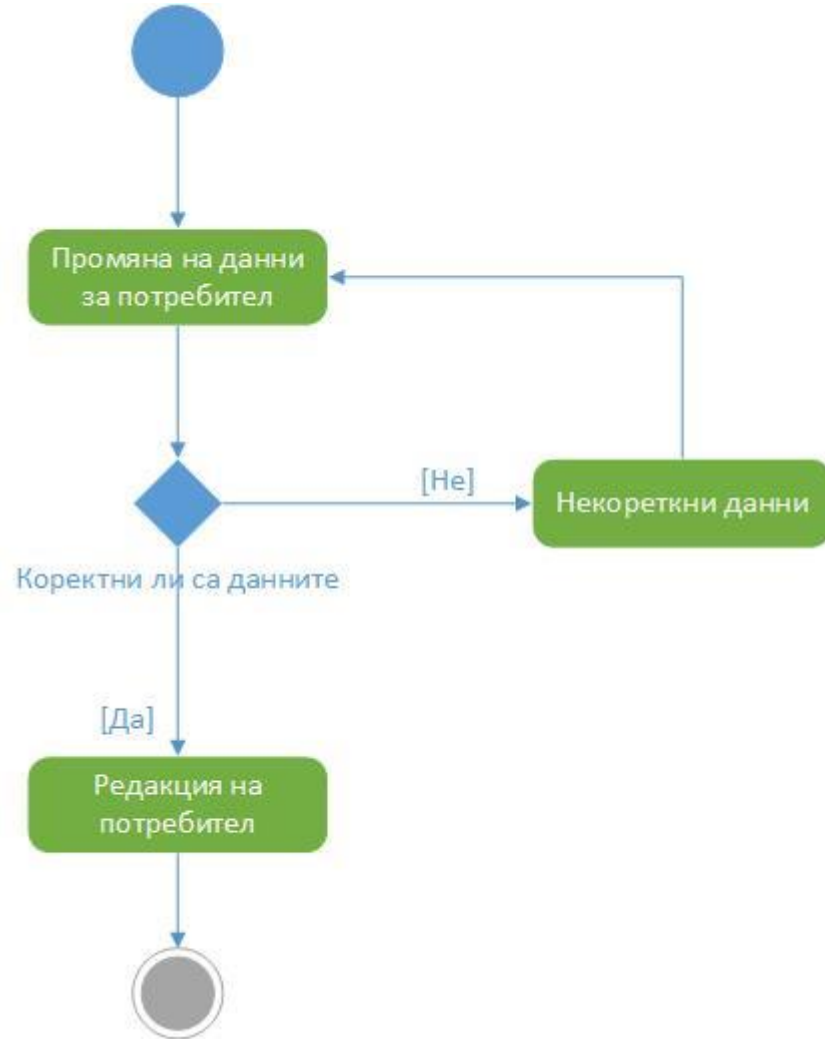 Промяна на данни
за потребител
[Не]
Некореткни данни
Коректни ли са данните
[Да]
Редакция на
потребител